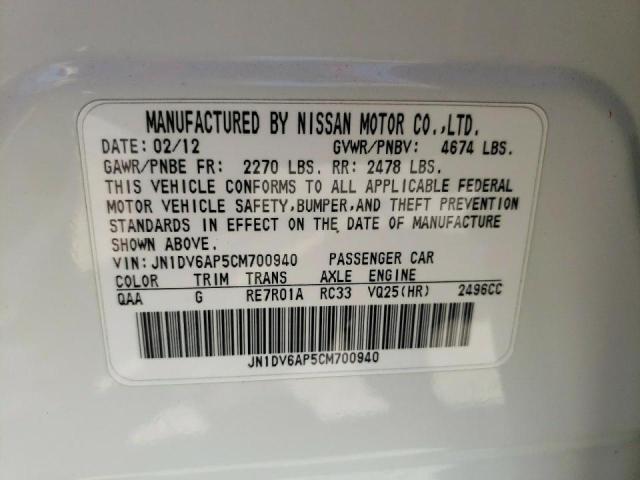 MANUFACTURED BY NISSAN MOTOR CO.,LTD.
DATE: 02/12 GVWR/PNBV: 4674 LBS.
GAWR/PNBE FR: 2270 LBS. RR: 2478 LBS.
THIS VEHICLE CONFORMS TO ALL APPLICABLE FEDERAL
MOTOR VEHICLE SAFETY,BUMPER,AND THEFT PREVENTION
STANDARDS IN EFFECT ON THE DATE OF MANUFACTURE
SHOWN ABOVE.
VIN: JN1DV6AP5CM700940 PASSENGER CAR
COLOR TRIM TRANS AXLE ENGINE
QAA G RE7R01A RC33 VQ25(HR) 2496CC
JN1DV6AP5CM700940